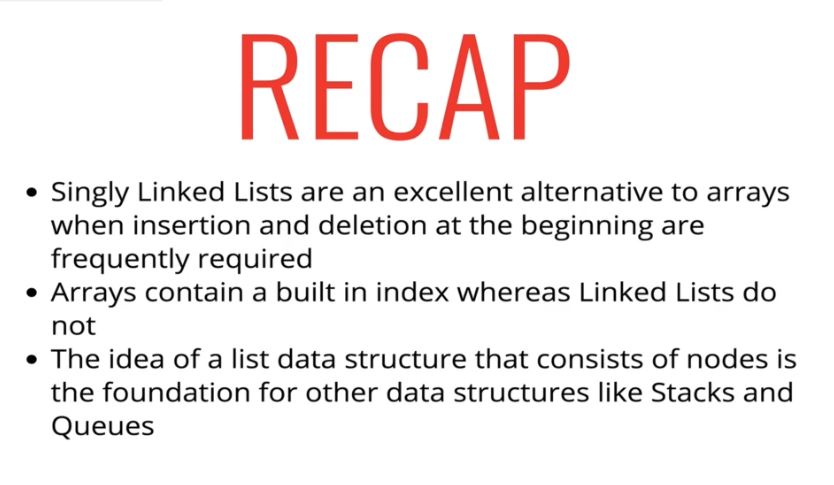 RECAP
• Singly Linked Lists are an excellent alternative to arrays
when insertion and deletion at the beginning are
frequently required
• Arrays contain a built in index whereas Linked Lists do
not
• The idea of a list data structure that consists of nodes is
the foundation for other data structures like Stacks and
Queues